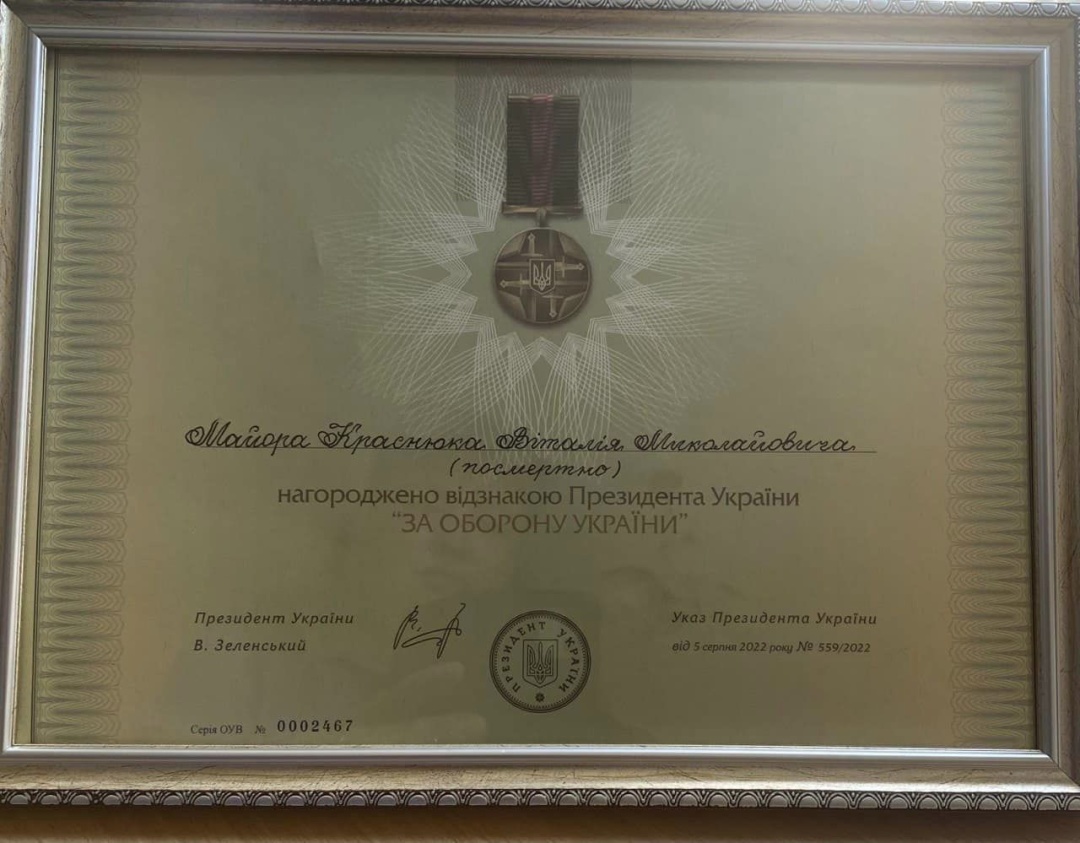 Майора Краснюка Віталія Миколайовича
(посмертно)
нагороджено відзнакою Президента України
“ЗА ОБОРОНУ УКРАЇНИ”
Президент України
В. Зеленський
ПРЕЗИДЕНТ УКРАЇНИ
Указ Президента України
від 5 серпня 2022 року № 559/2022
Серія ОУВ № 0002467